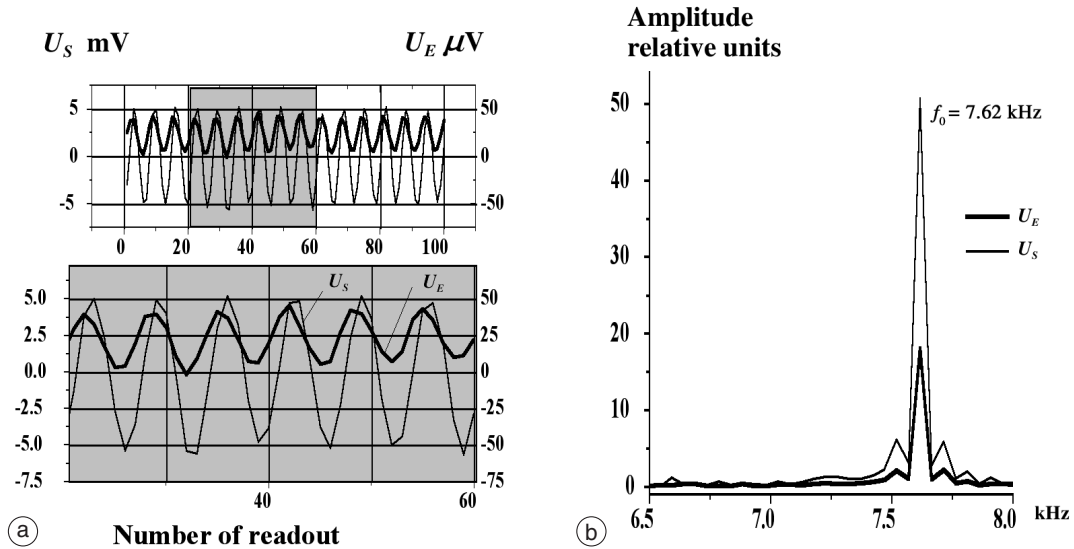 U_S mV
U_E μV
5
0
-5
50
0
-50
0 20 40 60 80 100
5.0
2.5
0.0
-2.5
-5.0
-7.5
50
25
0
-25
-50
-75
U_S U_E
40 60
a
Number of readout
Amplitude
relative units
50
40
30
20
10
0
f_0 = 7.62 kHz
U_E
U_S
6.5 7.0 7.5 8.0 kHz
b